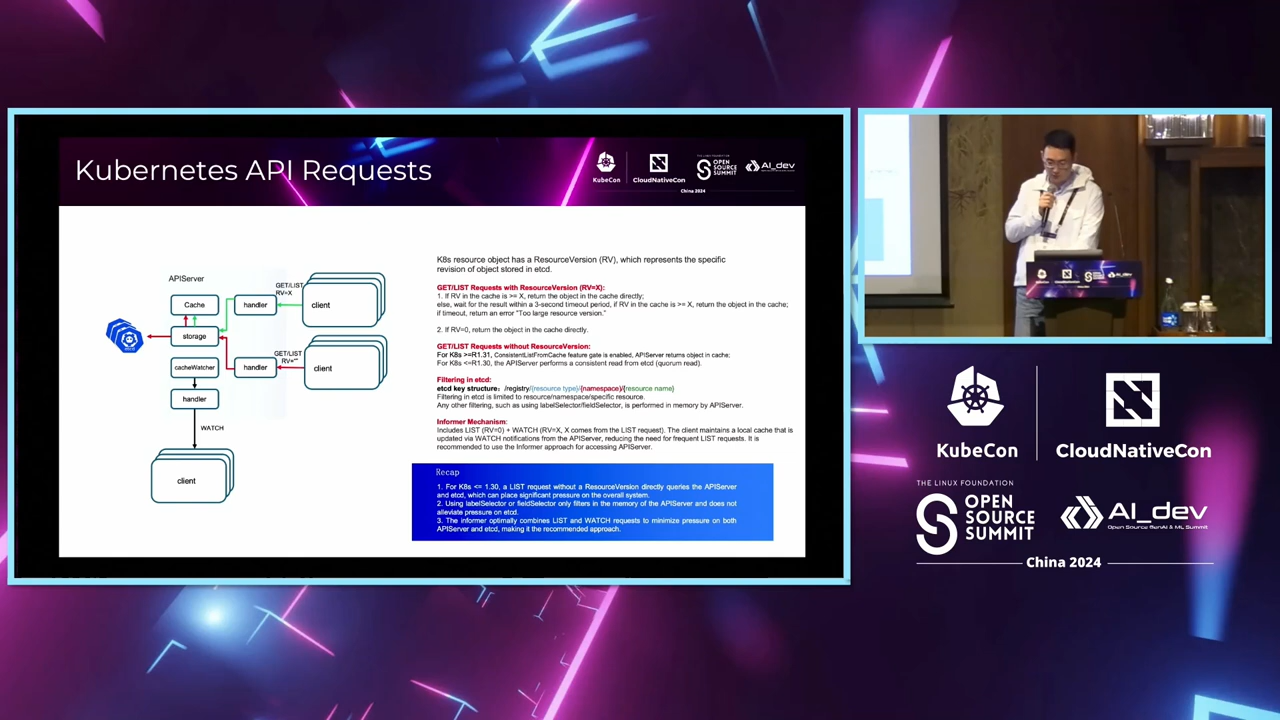 Kubernetes API Requests
KubeCon
CloudNativeCon
THE LINUX FOUNDATION
OPEN
SOURCE
SUMMIT
AI_dev
China 2024
APIServer
Cache
handler
GET/LIST
RV=X
client
storage
cacheWatcher
handler
GET/LIST
RV=""
client
handler
WATCH
client
K8s resource object has a ResourceVersion (RV), which represents the specific
revision of object stored in etcd.
GET/LIST Requests with ResourceVersion (RV=X):
1. If RV in the cache is >= X, return the object in the cache directly;
else, wait for the result within a 3-second timeout period, if RV in the cache is >= X, return the object in the cache;
if timeout, return an error "Too large resource version."
2. If RV=0, return the object in the cache directly.
GET/LIST Requests without ResourceVersion:
For K8s >=R1.31, ConsistentListFromCache feature gate is enabled, APIServer returns object in cache;
For K8s <=R1.30, the APIServer performs a consistent read from etcd (quorum read).
Filtering in etcd:
etcd key structure: /registry/{resource type}/{namespace}/{resource name}
Filtering in etcd is limited to resource/namespace/specific resource.
Any other filtering, such as using labelSelector/fieldSelector, is performed in memory by APIServer.
Informer Mechanism:
Includes LIST (RV=0) + WATCH (RV=X, X comes from the LIST request). The client maintains a local cache that is
updated via WATCH notifications from the APIServer, reducing the need for frequent LIST requests. It is
recommended to use the Informer approach for accessing APIServer.
Recap
1. For K8s <= 1.30, a LIST request without a ResourceVersion directly queries the APIServer
and etcd, which can place significant pressure on the overall system.
2. Using labelSelector or fieldSelector only filters in the memory of the APIServer and does not
alleviate pressure on etcd.
3. The informer optimally combines LIST and WATCH requests to minimize pressure on both
APIServer and etcd, making it the recommended approach.
KubeCon
CloudNativeCon
THE LINUX FOUNDATION
OPEN
SOURCE
SUMMIT
AI_dev
Open Source GenAI & ML Summit
China 2024